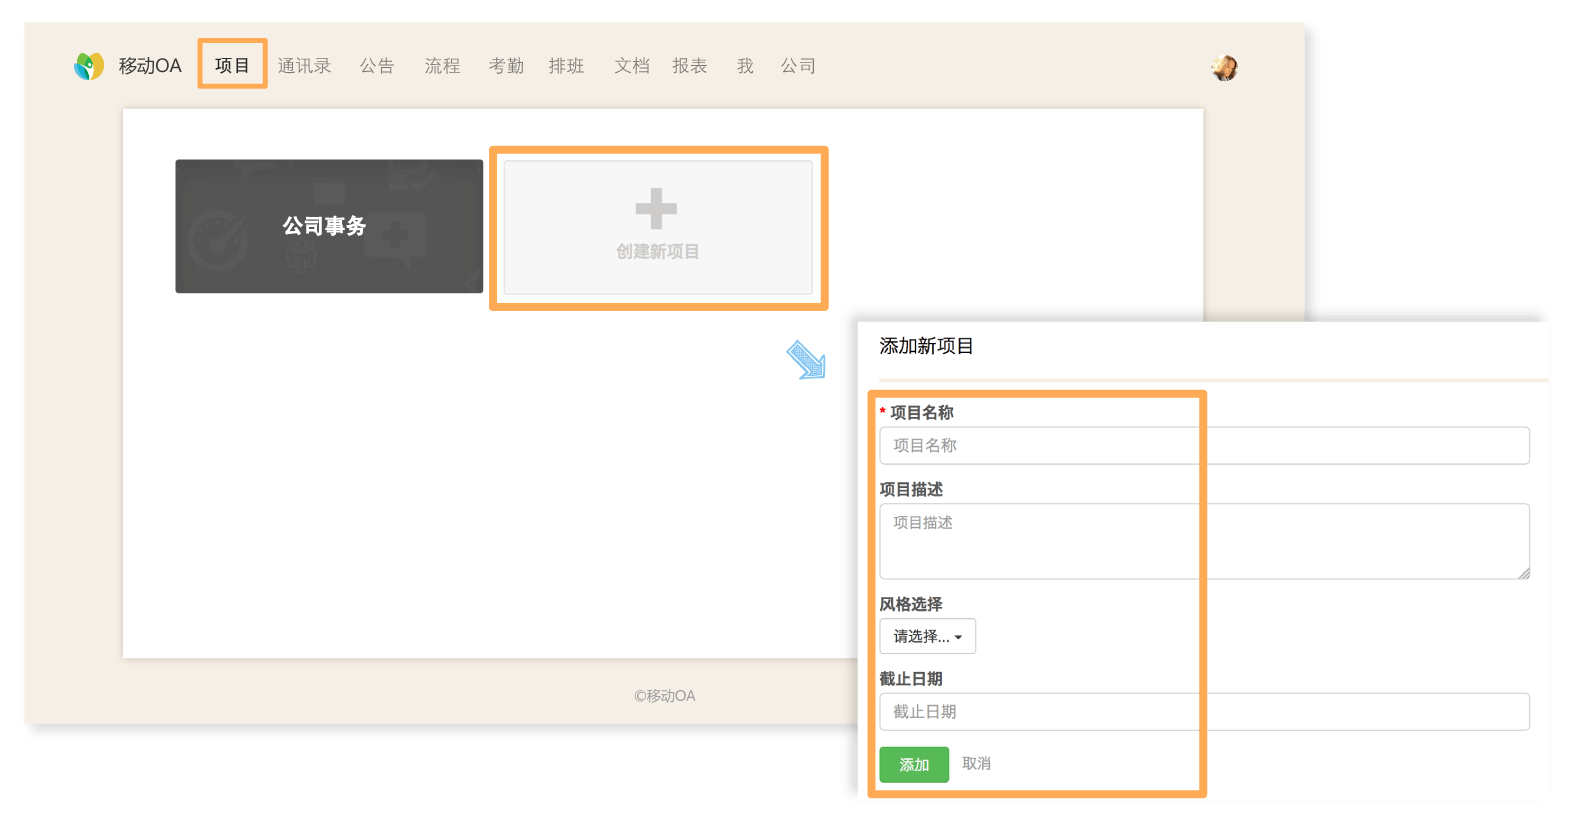 移动OA 项目 通讯录 公告 流程 考勤 排班 文档 报表 我 公司
公司事务
创建新项目
添加新项目
* 项目名称
项目名称
项目描述
项目描述
风格选择
请选择...
截止日期
截止日期
添加 取消
©移动OA